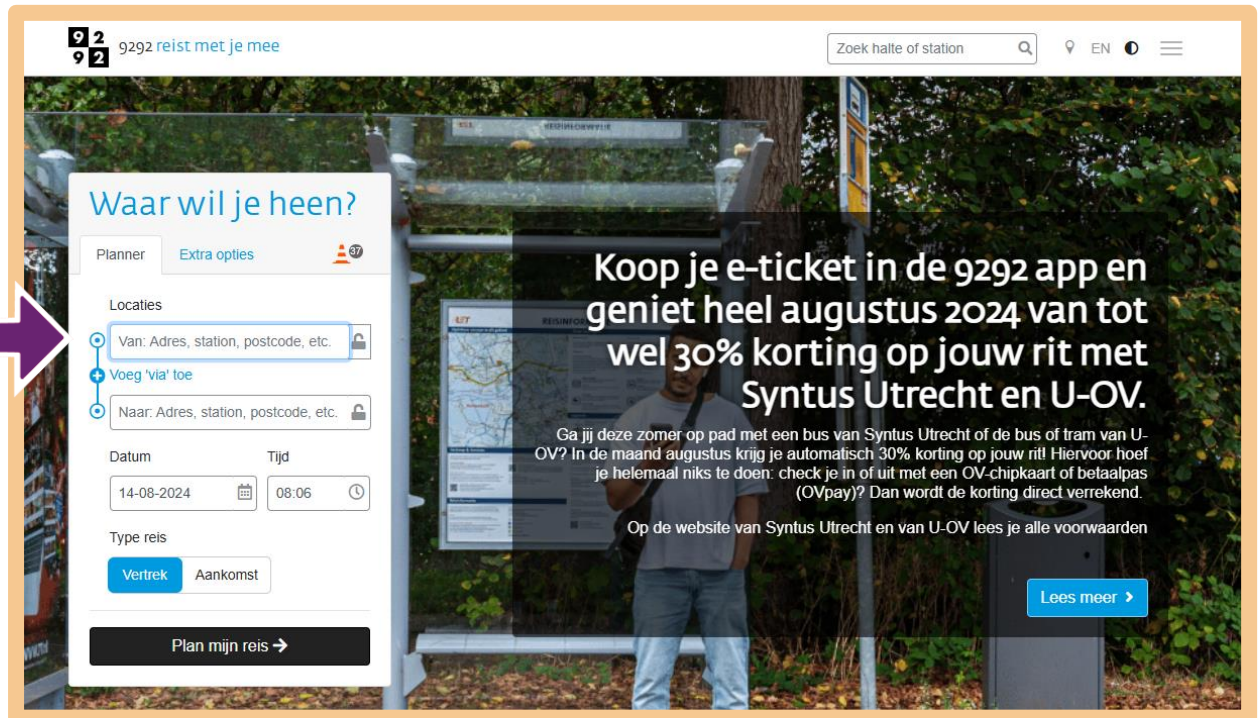 9 2
9 2
9292 reist met je mee
Zoek halte of station
EN
REISINFORMATIE
Waar wil je heen?
Planner
Extra opties
37
Locaties
Van: Adres, station, postcode, etc.
Voeg 'via' toe
Naar: Adres, station, postcode, etc.
Datum
Tijd
14-08-2024
08:06
Type reis
Vertrek
Aankomst
Plan mijn reis
Koop je e-ticket in de 9292 app en
geniet heel augustus 2024 van tot
wel 30% korting op jouw rit met
Syntus Utrecht en U-OV.
Ga jij deze zomer op pad met een bus van Syntus Utrecht of de bus of tram van U-
OV? In de maand augustus krijg je automatisch 30% korting op jouw rit! Hiervoor hoef
je helemaal niks te doen: check je in of uit met een OV-chipkaart of betaalpas
(OVpay)? Dan wordt de korting direct verrekend.
Op de website van Syntus Utrecht en van U-OV lees je alle voorwaarden
Lees meer